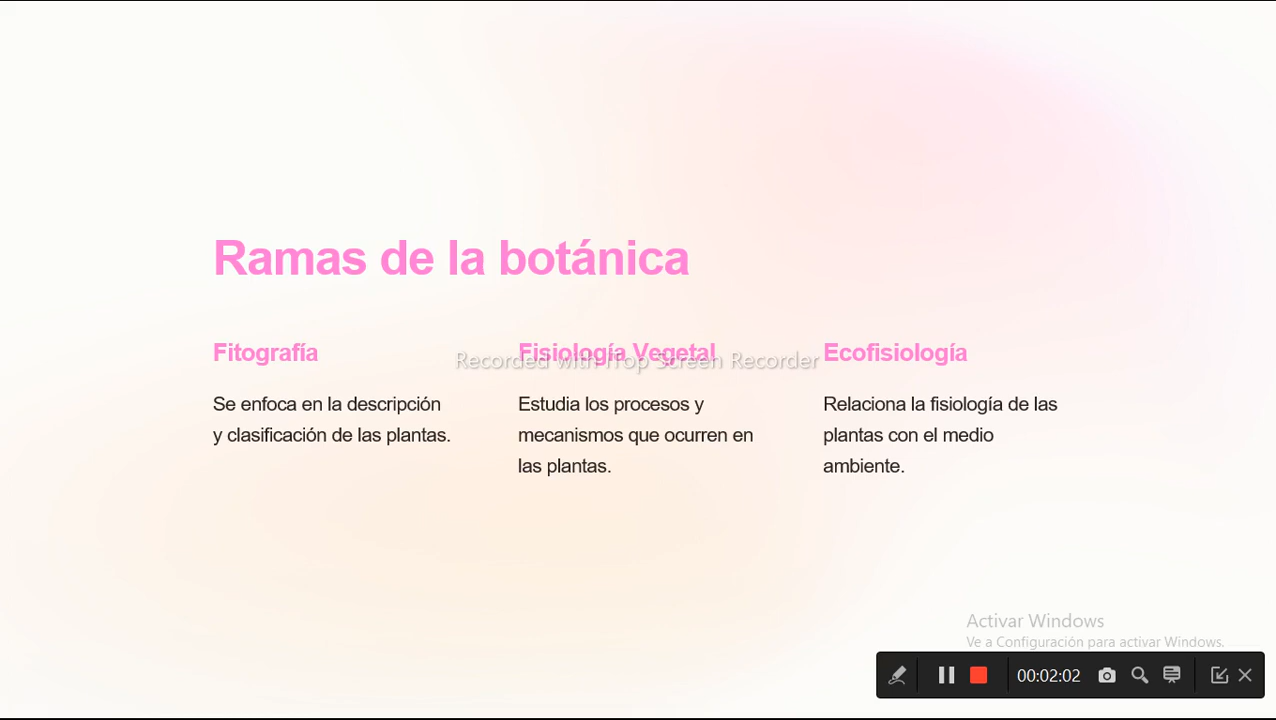 Ramas de la botánica
Fitografía
Se enfoca en la descripción
y clasificación de las plantas.
Fisiología Vegetal
Estudia los procesos y
mecanismos que ocurren en
las plantas.
Ecofisiología
Relaciona la fisiología de las
plantas con el medio
ambiente.
Recorded with iTop Screen Recorder
Activar Windows
Ve a Configuración para activar Windows.
00:02:02